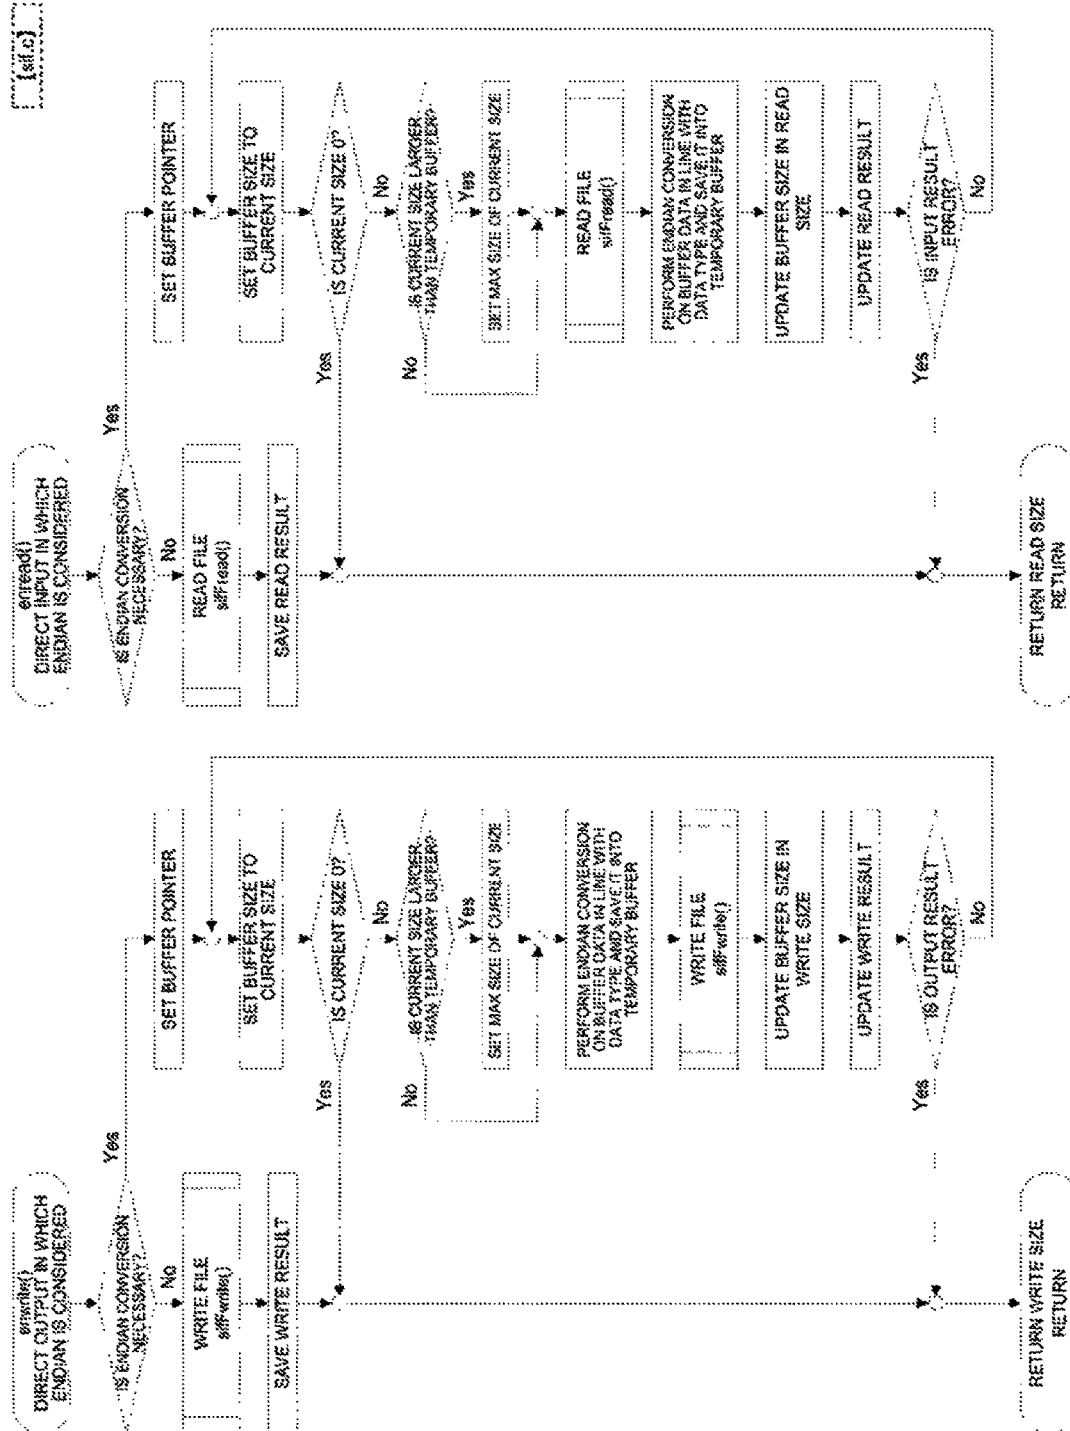 [sif.c]
enwrite()
DIRECT OUTPUT IN WHICH
ENDIAN IS CONSIDERED
IS ENDIAN CONVERSION
NECESSARY?
Yes
No
WRITE FILE
sifFwrite()
SAVE WRITE RESULT
SET BUFFER POINTER
SET BUFFER SIZE TO
CURRENT SIZE
IS CURRENT SIZE 0?
Yes
No
IS CURRENT SIZE LARGER
THAN TEMPORARY BUFFER?
No
Yes
SET MAX SIZE OF CURRENT SIZE
PERFORM ENDIAN CONVERSION
ON BUFFER DATA IN LINE WITH
DATA TYPE AND SAVE IT INTO
TEMPORARY BUFFER
WRITE FILE
sifFwrite()
UPDATE BUFFER SIZE IN
WRITE SIZE
UPDATE WRITE RESULT
IS OUTPUT RESULT
ERROR?
Yes
No
RETURN WRITE SIZE
RETURN
enread()
DIRECT INPUT IN WHICH
ENDIAN IS CONSIDERED
IS ENDIAN CONVERSION
NECESSARY?
Yes
No
READ FILE
sifFread()
SAVE READ RESULT
SET BUFFER POINTER
SET BUFFER SIZE TO
CURRENT SIZE
IS CURRENT SIZE 0?
Yes
No
IS CURRENT SIZE LARGER
THAN TEMPORARY BUFFER?
No
Yes
SET MAX SIZE OF CURRENT SIZE
READ FILE
sifFread()
PERFORM ENDIAN CONVERSION
ON BUFFER DATA IN LINE WITH
DATA TYPE AND SAVE IT INTO
TEMPORARY BUFFER
UPDATE BUFFER SIZE IN READ
SIZE
UPDATE READ RESULT
IS INPUT RESULT
ERROR?
Yes
No
RETURN READ SIZE
RETURN